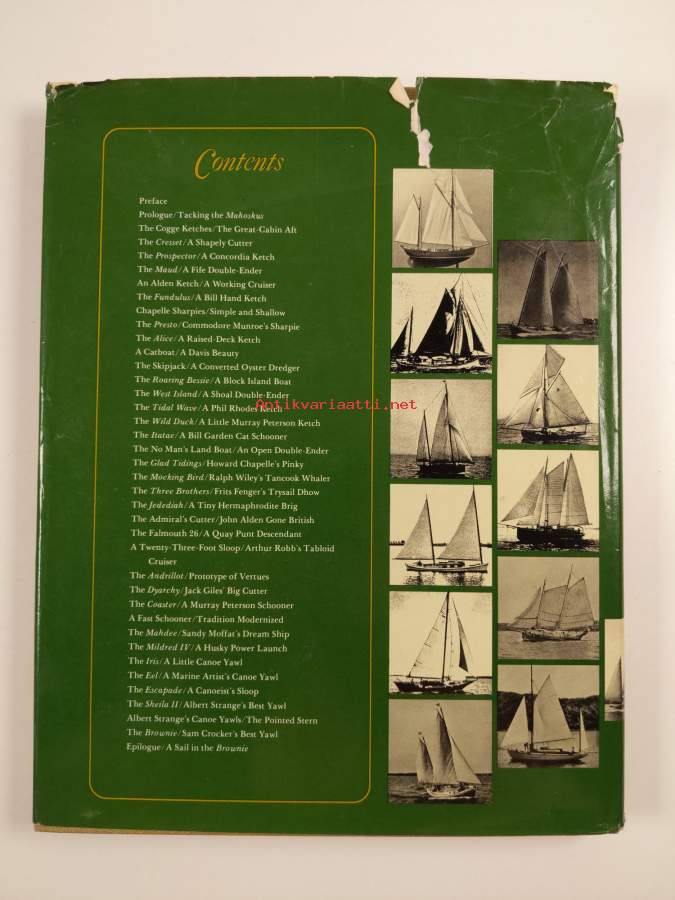 Contents
Preface
Prologue/Tacking the Mahoskus
The Cogge Ketches/The Great-Cabin Aft
The Cresset/A Shapely Cutter
The Prospector/A Concordia Ketch
The Maud/A Fife Double-Ender
An Alden Ketch/A Working Cruiser
The Fundulus/A Bill Hand Ketch
Chapelle Sharpies/Simple and Shallow
The Presto/Commodore Munroe's Sharpie
The Alice/A Raised-Deck Ketch
A Catboat/A Davis Beauty
The Skipjack/A Converted Oyster Dredger
The Roaring Bessie/A Block Island Boat
The West Island/A Shoal Double-Ender
The Tidal Wave/A Phil Rhodes Ketch
Antikvariaatti.net
The Wild Duck/A Little Murray Peterson Ketch
The Itatae/A Bill Garden Cat Schooner
The No Man's Land Boat/An Open Double-Ender
The Glad Tidings/Howard Chapelle's Pinky
The Mocking Bird/Ralph Wiley's Tancook Whaler
The Three Brothers/Frits Fenger's Trysail Dhow
The Jedediah/A Tiny Hermaphrodite Brig
The Admiral's Cutter/John Alden Gone British
The Falmouth 26/A Quay Punt Descendant
A Twenty-Three-Foot Sloop/Arthur Robb's Tabloid
Cruiser
The Andrillot/Prototype of Vertues
The Dyarchy/Jack Giles' Big Cutter
The Coaster/A Murray Peterson Schooner
A Fast Schooner/Tradition Modernized
The Mahdee/Sandy Moffat's Dream Ship
The Mildred IV/A Husky Power Launch
The Iris/A Little Canoe Yawl
The Eel/A Marine Artist's Canoe Yawl
The Escapade/A Canoeist's Sloop
The Sheila II/Albert Strange's Best Yawl
Albert Strange's Canoe Yawls/The Pointed Stern
The Brownie/Sam Crocker's Best Yawl
Epilogue/A Sail in the Brownie